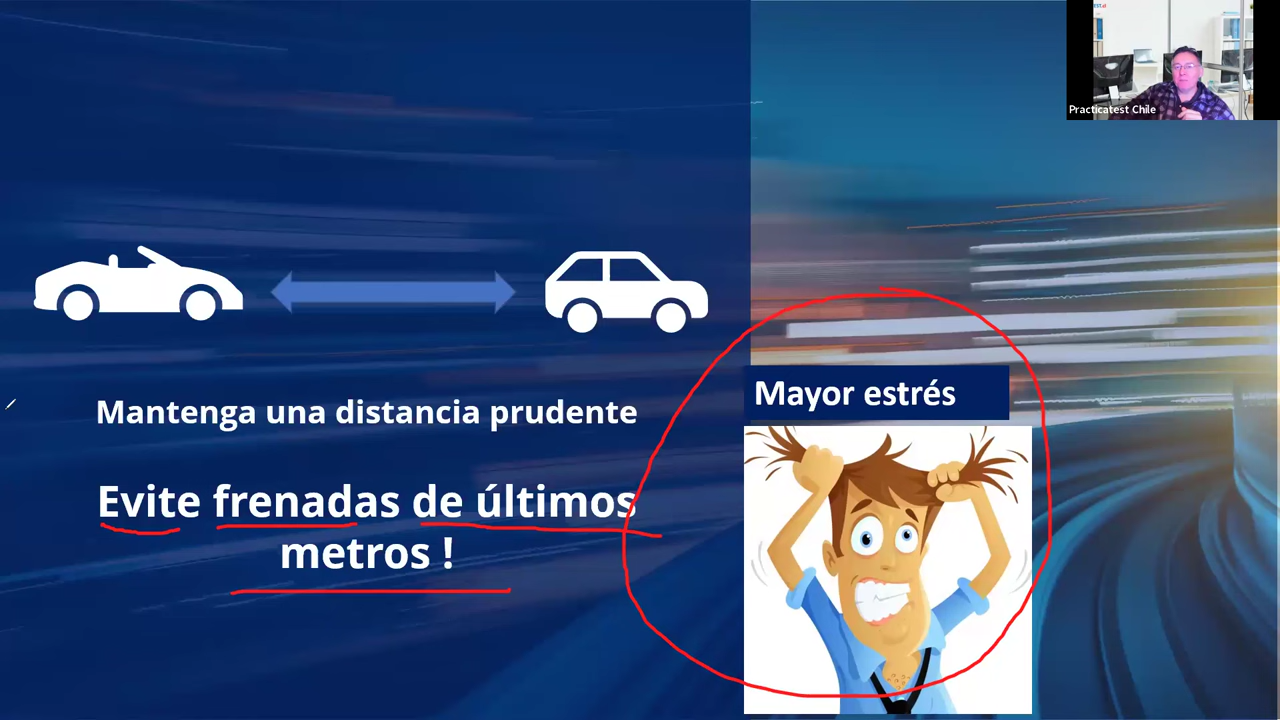 Practicatest Chile
Mayor estrés
Mantenga una distancia prudente
Evite frenadas de últimos
metros !